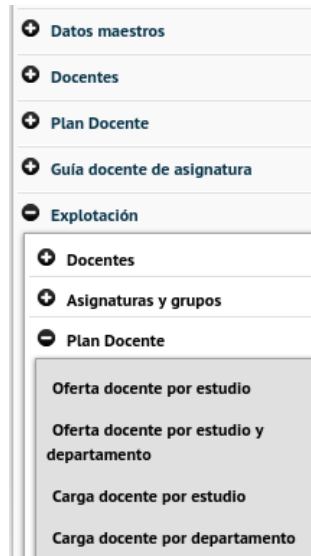 Datos maestros
Docentes
Plan Docente
Guía docente de asignatura
Explotación
Docentes
Asignaturas y grupos
Plan Docente
Oferta docente por estudio
Oferta docente por estudio y
departamento
Carga docente por estudio
Carga docente por departamento